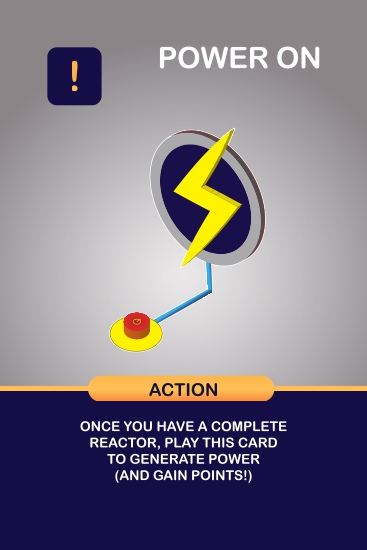 !
POWER ON
ACTION
ONCE YOU HAVE A COMPLETE
REACTOR, PLAY THIS CARD
TO GENERATE POWER
(AND GAIN POINTS!)